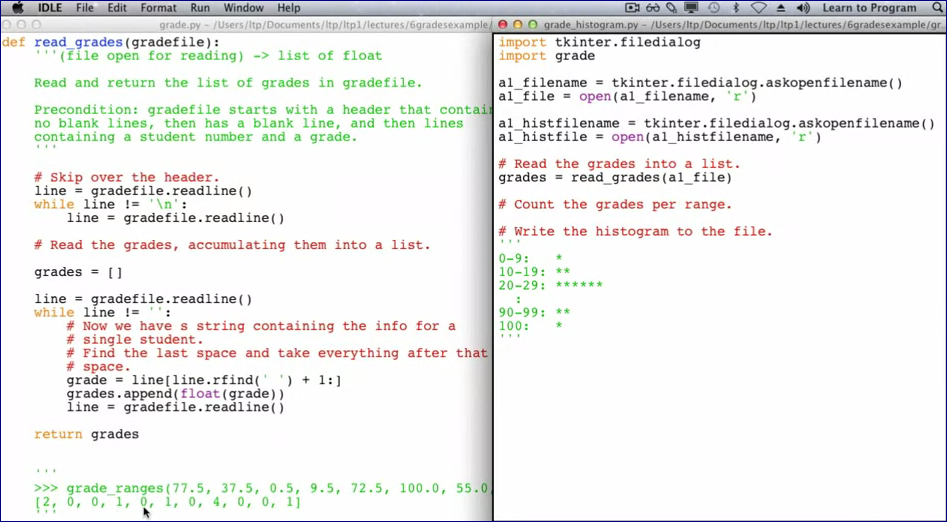 IDLE File Edit Format Run Window Help Learn to Program
grade.py – /Users/ltp/Documents/ltp/ltp1/lectures/6gradesexample/
def read_grades(gradefile):
'''(file open for reading) -> list of float
Read and return the list of grades in gradefile.
Precondition: gradefile starts with a header that contain
no blank lines, then has a blank line, and then lines
containing a student number and a grade.
'''
# Skip over the header.
line = gradefile.readline()
while line != '\n':
line = gradefile.readline()
# Read the grades, accumulating them into a list.
grades = []
line = gradefile.readline()
while line != '':
# Now we have s string containing the info for a
# single student.
# Find the last space and take everything after that
# space.
grade = line[line.rfind(' ') + 1:]
grades.append(float(grade))
line = gradefile.readline()
return grades
'''
>>> grade_ranges(77.5, 37.5, 0.5, 9.5, 72.5, 100.0, 55.0,
[2, 0, 0, 1, 0, 1, 0, 4, 0, 0, 1]
'''
grade_histogram.py – /Users/ltp/Documents/ltp/ltp1/lectures/6gradesexample/gr
import tkinter.filedialog
import grade
a1_filename = tkinter.filedialog.askopenfilename()
a1_file = open(a1_filename, 'r')
a1_histfilename = tkinter.filedialog.askopenfilename()
a1_histfile = open(a1_histfilename, 'r')
# Read the grades into a list.
grades = read_grades(a1_file)
# Count the grades per range.
# Write the histogram to the file.
'''
0-9: *
10-19: **
20-29: ******
:
90-99: **
100: *
'''